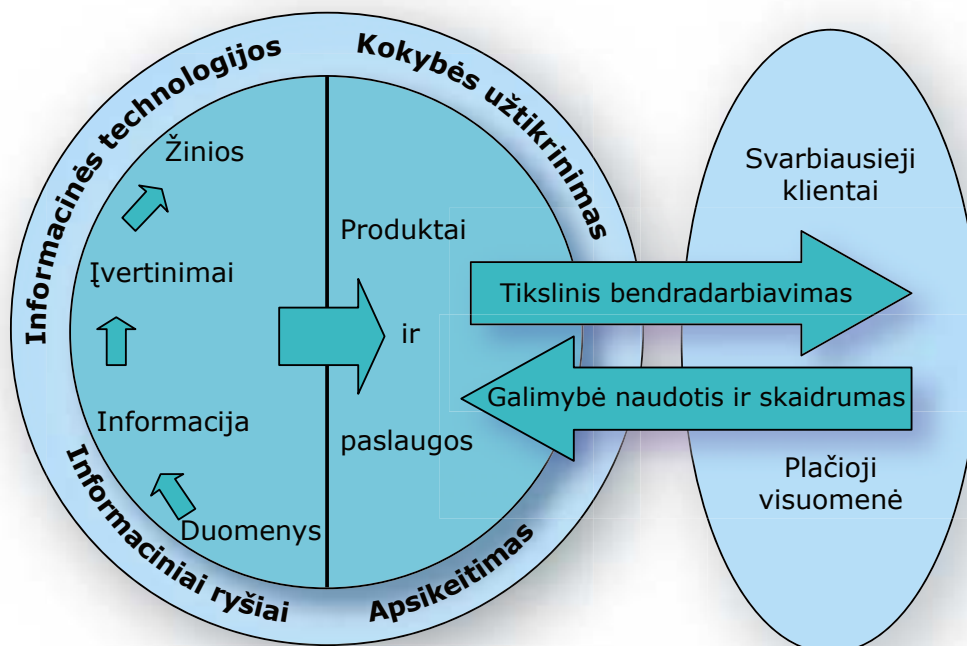 Informacinės technologijos
Kokybės užtikrinimas
Žinios
Įvertinimai
Informacija
Duomenys
Produktai
ir
paslaugos
Informaciniai ryšiai
Apsikeitimas
Svarbiausieji
klientai
Tikslinis bendradarbiavimas
Galimybė naudotis ir skaidrumas
Plačioji
visuomenė